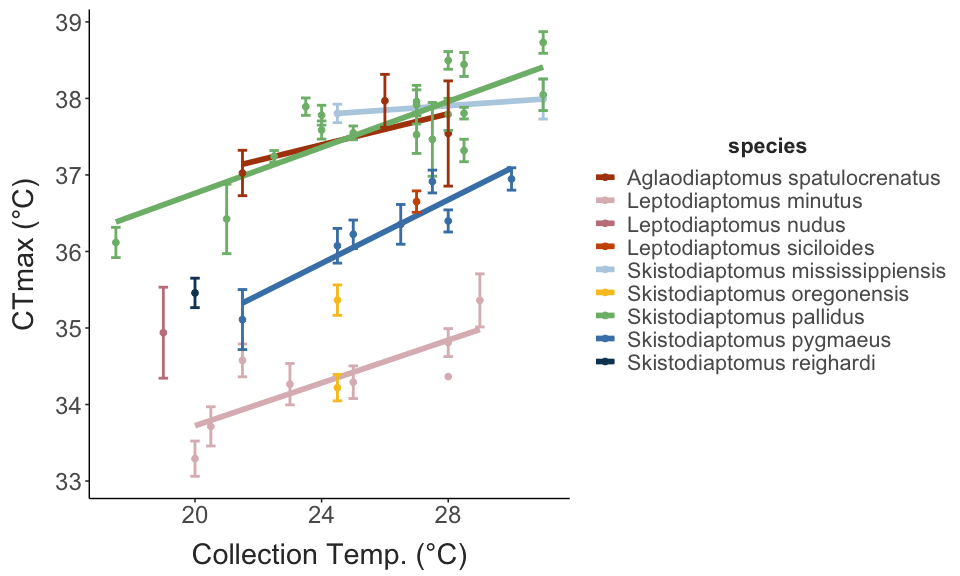 39
38
37
36
35
34
33
CTmax (°C)
20 24 28
Collection Temp. (°C)
species
Aglaodiaptomus spatulocrenatus
Leptodiaptomus minutus
Leptodiaptomus nudus
Leptodiaptomus siciloides
Skistodiaptomus mississippiensis
Skistodiaptomus oregonensis
Skistodiaptomus pallidus
Skistodiaptomus pygmaeus
Skistodiaptomus reighardi